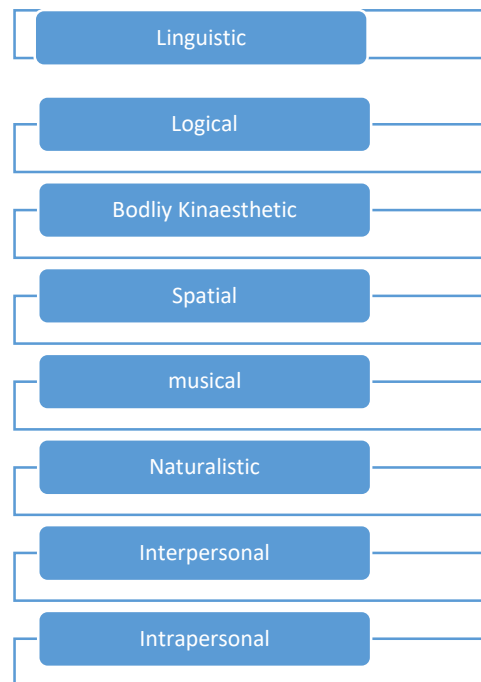 Linguistic
Logical
Bodliy Kinaesthetic
Spatial
musical
Naturalistic
Interpersonal
Intrapersonal